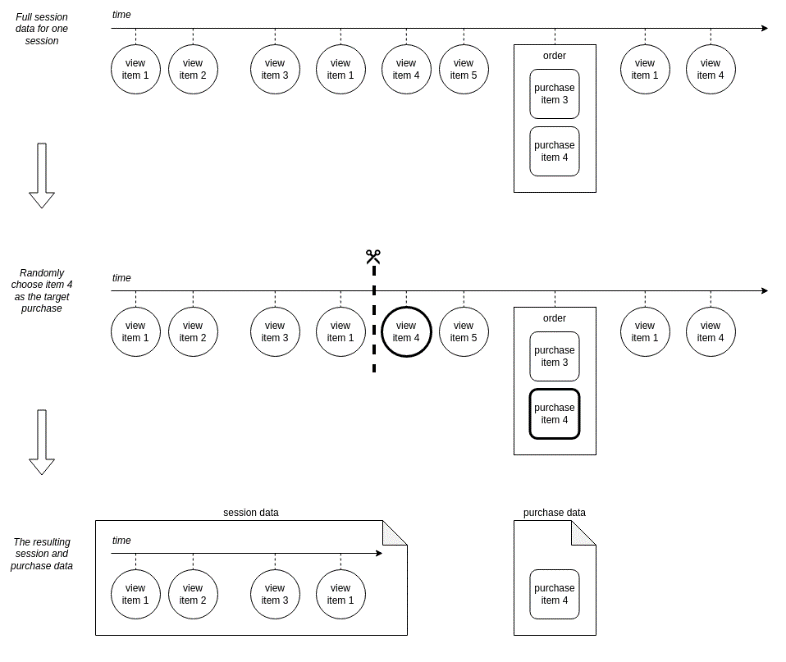 Full session
data for one
session
time
view
item 1
view
item 2
view
item 3
view
item 1
view
item 4
view
item 5
order
purchase
item 3
purchase
item 4
view
item 1
view
item 4
Randomly
choose item 4
as the target
purchase
time
view
item 1
view
item 2
view
item 3
view
item 1
view
item 4
view
item 5
order
purchase
item 3
purchase
item 4
view
item 1
view
item 4
The resulting
session and
purchase data
session data
time
view
item 1
view
item 2
view
item 3
view
item 1
purchase data
purchase
item 4